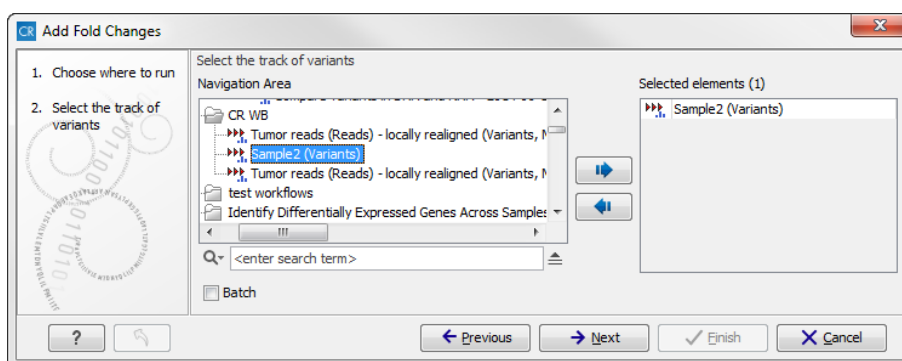 CR Add Fold Changes
1. Choose where to run
2. Select the track of
variants
Select the track of variants
Navigation Area
CR WB
Tumor reads (Reads) - locally realigned (Variants, M
Sample2 (Variants)
Tumor reads (Reads) - locally realigned (Variants, M
test workflows
Identify Differentially Expressed Genes Across Samples
<enter search term>
Batch
Selected elements (1)
Sample2 (Variants)
? Previous Next Finish Cancel